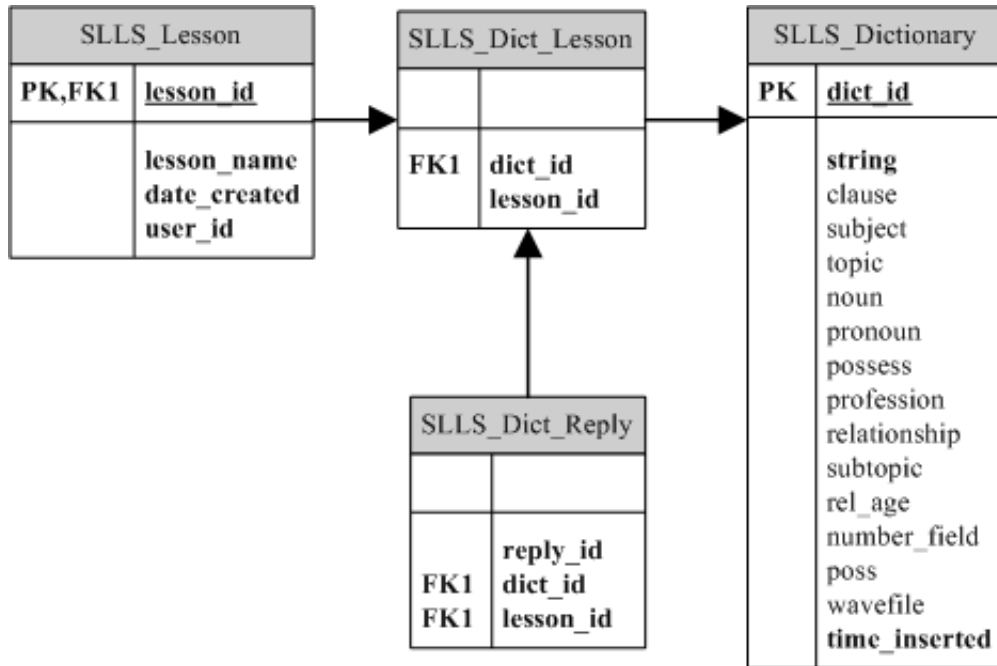 SLLS_Lesson
PK,FK1 lesson_id
lesson_name
date_created
user_id
SLLS_Dict_Lesson
FK1 dict_id
lesson_id
SLLS_Dictionary
PK dict_id
string
clause
subject
topic
noun
pronoun
possess
profession
relationship
subtopic
rel_age
number_field
poss
wavefile
time_inserted
SLLS_Dict_Reply
reply_id
FK1 dict_id
FK1 lesson_id